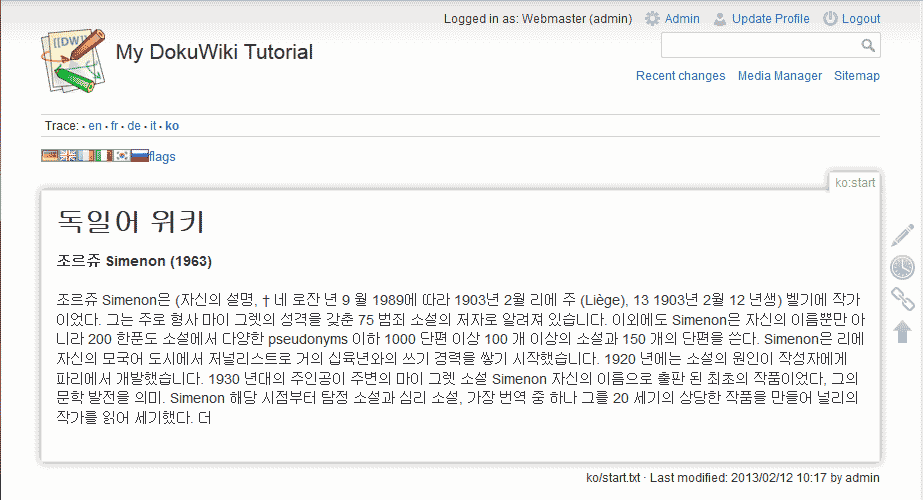 Logged in as: Webmaster (admin) Admin Update Profile Logout
[[DW]]
My DokuWiki Tutorial
Recent changes Media Manager Sitemap
Trace: • en • fr • de • it • ko
flags
ko:start
독일어 위키
조르쥬 Simenon (1963)
조르쥬 Simenon은 (자신의 설명, † 네 로잔 년 9 월 1989에 따라 1903년 2월 리에 주 (Liège), 13 1903년 2월 12 년생) 벨기에 작가
이었다. 그는 주로 형사 마이 그렛의 성격을 갖춘 75 범죄 소설의 저자로 알려져 있습니다. 이외에도 Simenon은 자신의 이름뿐만 아
니라 200 한푼도 소설에서 다양한 pseudonyms 이하 1000 단편 이상 100 개 이상의 소설과 150 개의 단편을 쓴다. Simenon은 리에
자신의 모국어 도시에서 저널리스트로 거의 십육년와의 쓰기 경력을 쌓기 시작했습니다. 1920 년에는 소설의 원인이 작성자에게
파리에서 개발했습니다. 1930 년대의 주인공이 주변의 마이 그렛 소설 Simenon 자신의 이름으로 출판 된 최초의 작품이었다, 그의
문학 발전을 의미. Simenon 해당 시점부터 탐정 소설과 심리 소설, 가장 번역 중 하나 그를 20 세기의 상당한 작품을 만들어 널리의
작가를 읽어 세기했다. 더
ko/start.txt · Last modified: 2013/02/12 10:17 by admin